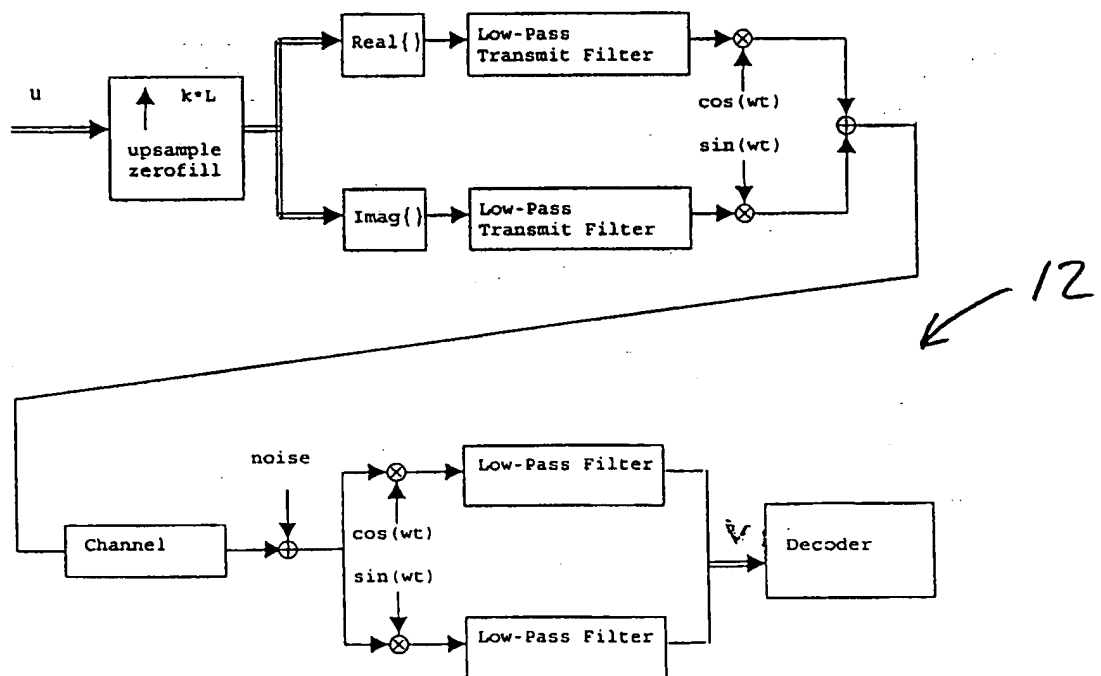 u
k*L
upsample
zerofill
Real()
Low-Pass
Transmit Filter
cos(wt)
sin(wt)
Imag()
Low-Pass
Transmit Filter
12
noise
Channel
cos(wt)
sin(wt)
Low-Pass Filter
Low-Pass Filter
Decoder